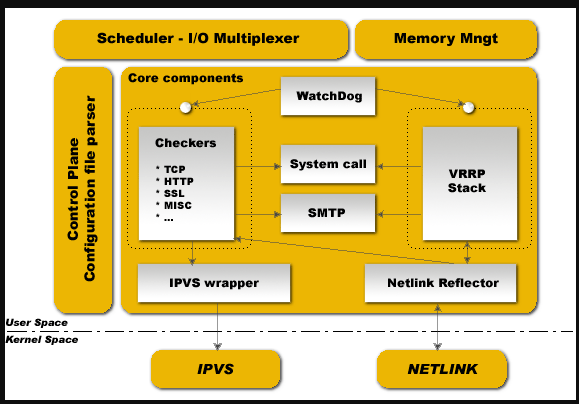 Scheduler - I/O Multiplexer
Memory Mngt
Control Plane
Configuration file parser
Core components
WatchDog
Checkers
* TCP
* HTTP
* SSL
* MISC
* ...
System call
SMTP
VRRP
Stack
IPVS wrapper
Netlink Reflector
User Space
Kernel Space
IPVS
NETLINK